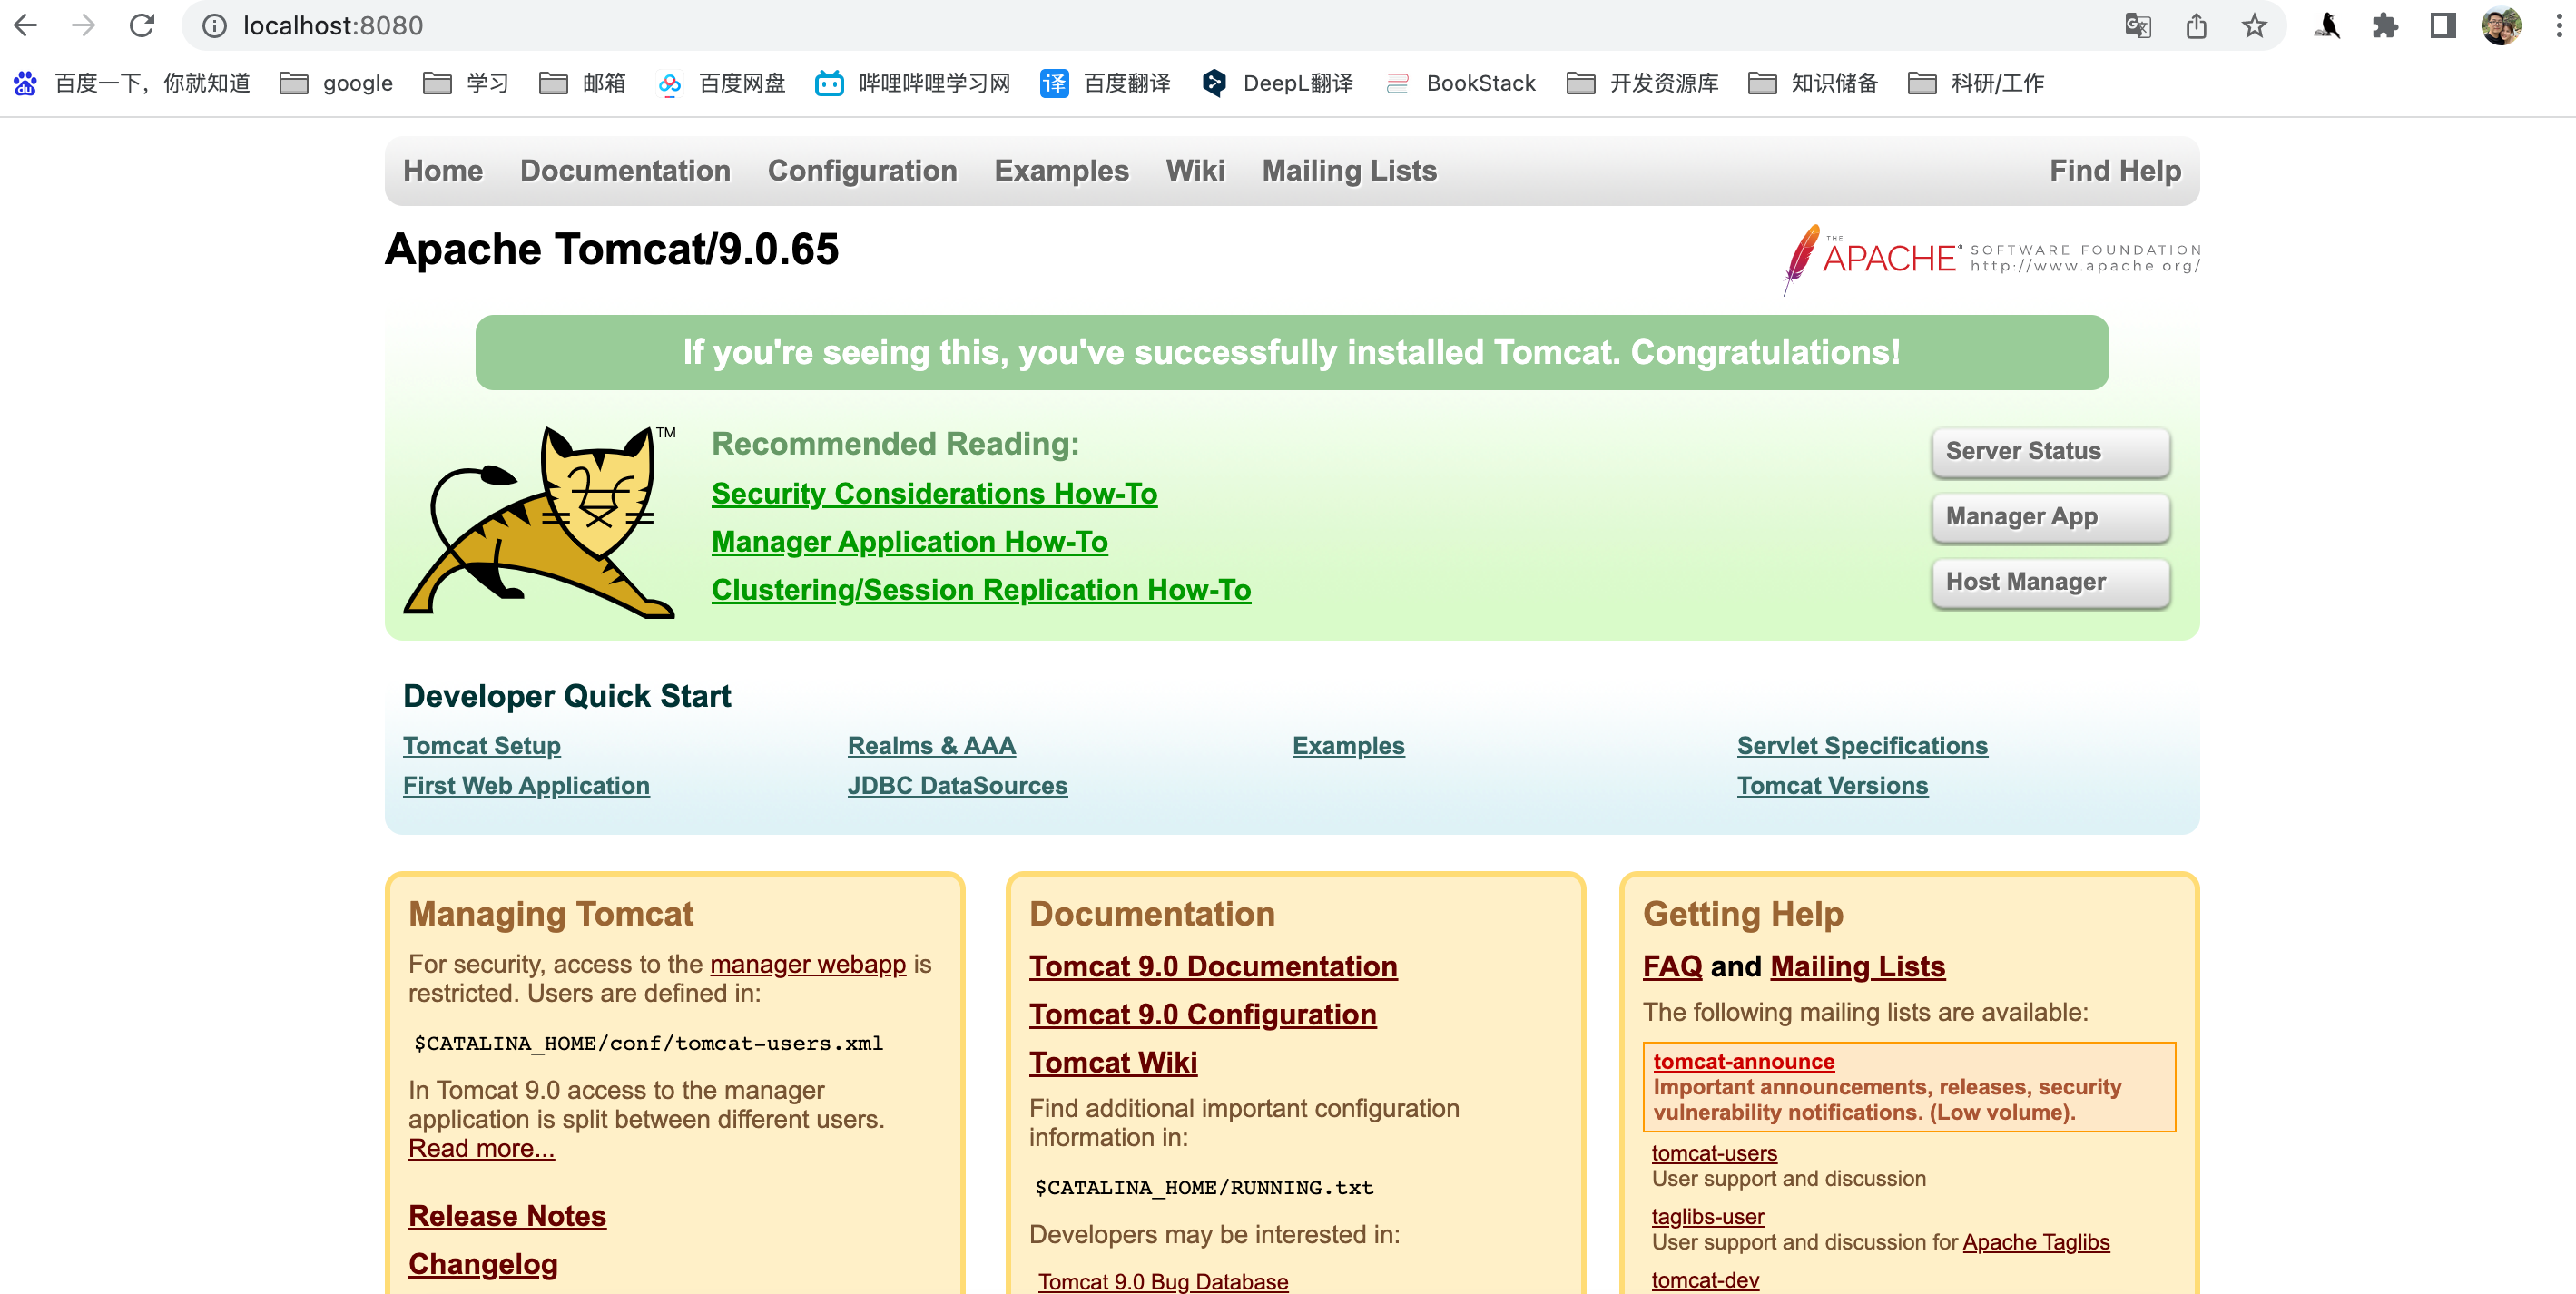 localhost:8080
百度一下，你就知道 google 学习 邮箱 百度网盘 哔哩哔哩学习网 译 百度翻译 DeepL翻译 BookStack 开发资源库 知识储备 科研/工作
Home Documentation Configuration Examples Wiki Mailing Lists Find Help
Apache Tomcat/9.0.65
THE APACHE® SOFTWARE FOUNDATION
http://www.apache.org/
If you're seeing this, you've successfully installed Tomcat. Congratulations!
TM
Recommended Reading:
Security Considerations How-To
Manager Application How-To
Clustering/Session Replication How-To
Server Status
Manager App
Host Manager
Developer Quick Start
Tomcat Setup Realms & AAA Examples Servlet Specifications
First Web Application JDBC DataSources Tomcat Versions
Managing Tomcat
For security, access to the manager webapp is
restricted. Users are defined in:
$CATALINA_HOME/conf/tomcat-users.xml
In Tomcat 9.0 access to the manager
application is split between different users.
Read more...
Release Notes
Changelog
Documentation
Tomcat 9.0 Documentation
Tomcat 9.0 Configuration
Tomcat Wiki
Find additional important configuration
information in:
$CATALINA_HOME/RUNNING.txt
Developers may be interested in:
Tomcat 9.0 Bug Database
Getting Help
FAQ and Mailing Lists
The following mailing lists are available:
tomcat-announce
Important announcements, releases, security
vulnerability notifications. (Low volume).
tomcat-users
User support and discussion
taglibs-user
User support and discussion for Apache Taglibs
tomcat-dev